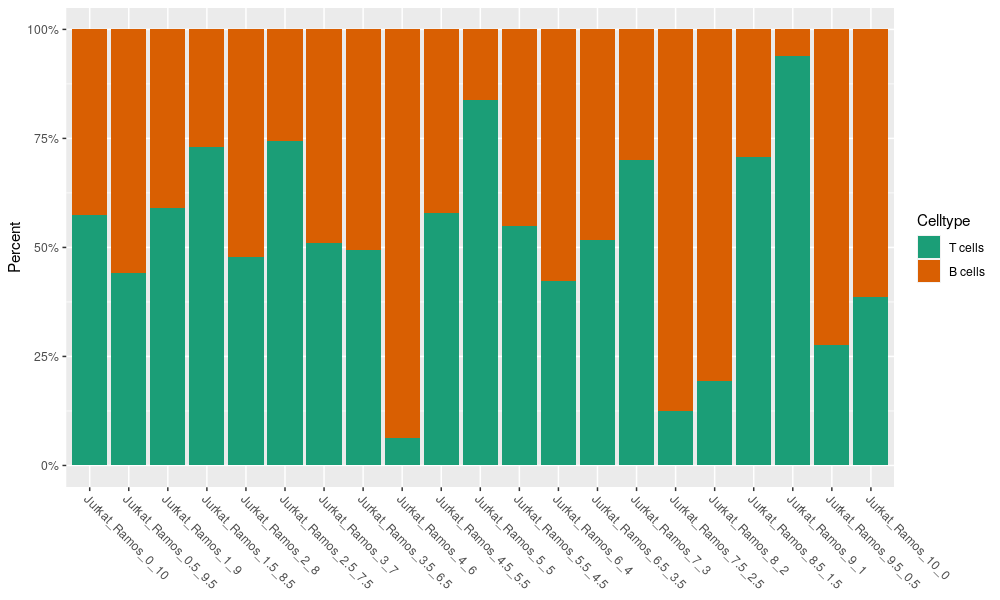 100%
75%
50%
25%
0%
Percent
Jurkat_Ramos_0_10
Jurkat_Ramos_0.5_9.5
Jurkat_Ramos_1_9
Jurkat_Ramos_1.5_8.5
Jurkat_Ramos_2_8
Jurkat_Ramos_2.5_7.5
Jurkat_Ramos_3_7
Jurkat_Ramos_3.5_6.5
Jurkat_Ramos_4_6
Jurkat_Ramos_4.5_5.5
Jurkat_Ramos_5_5
Jurkat_Ramos_5.5_4.5
Jurkat_Ramos_6_4
Jurkat_Ramos_6.5_3.5
Jurkat_Ramos_7_3
Jurkat_Ramos_7.5_2.5
Jurkat_Ramos_8_2
Jurkat_Ramos_8.5_1.5
Jurkat_Ramos_9_1
Jurkat_Ramos_9.5_0.5
Jurkat_Ramos_10_0
Celltype
T cells
B cells